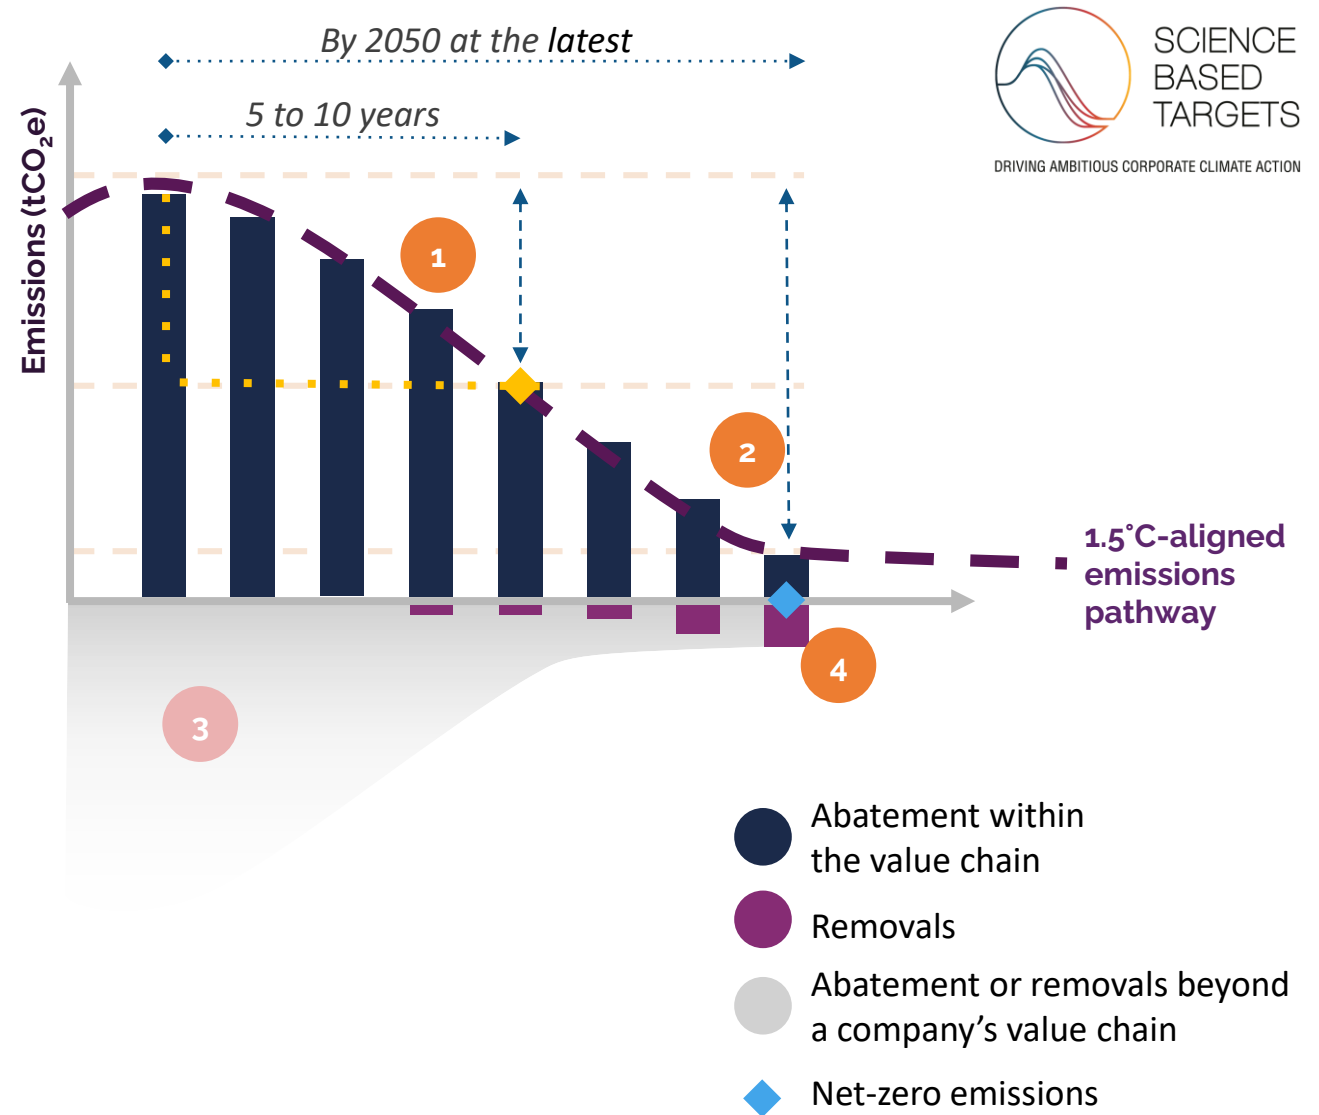 By 2050 at the latest
5 to 10 years
Emissions (tCO₂e)
SCIENCE
BASED
TARGETS
DRIVING AMBITIOUS CORPORATE CLIMATE ACTION
1
2
1.5°C-aligned
emissions
pathway
4
3
Abatement within
the value chain
Removals
Abatement or removals beyond
a company’s value chain
Net-zero emissions